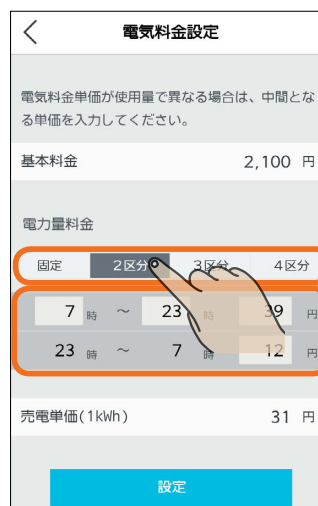 電気料金設定
電気料金単価が使用量で異なる場合は、中間とな
る単価を入力してください。
基本料金 2,100 円
電力量料金
固定 2区分 3区分 4区分
7 時 ~ 23 時 39 円
23 時 ~ 7 時 12 円
売電単価(1kWh) 31 円
設定